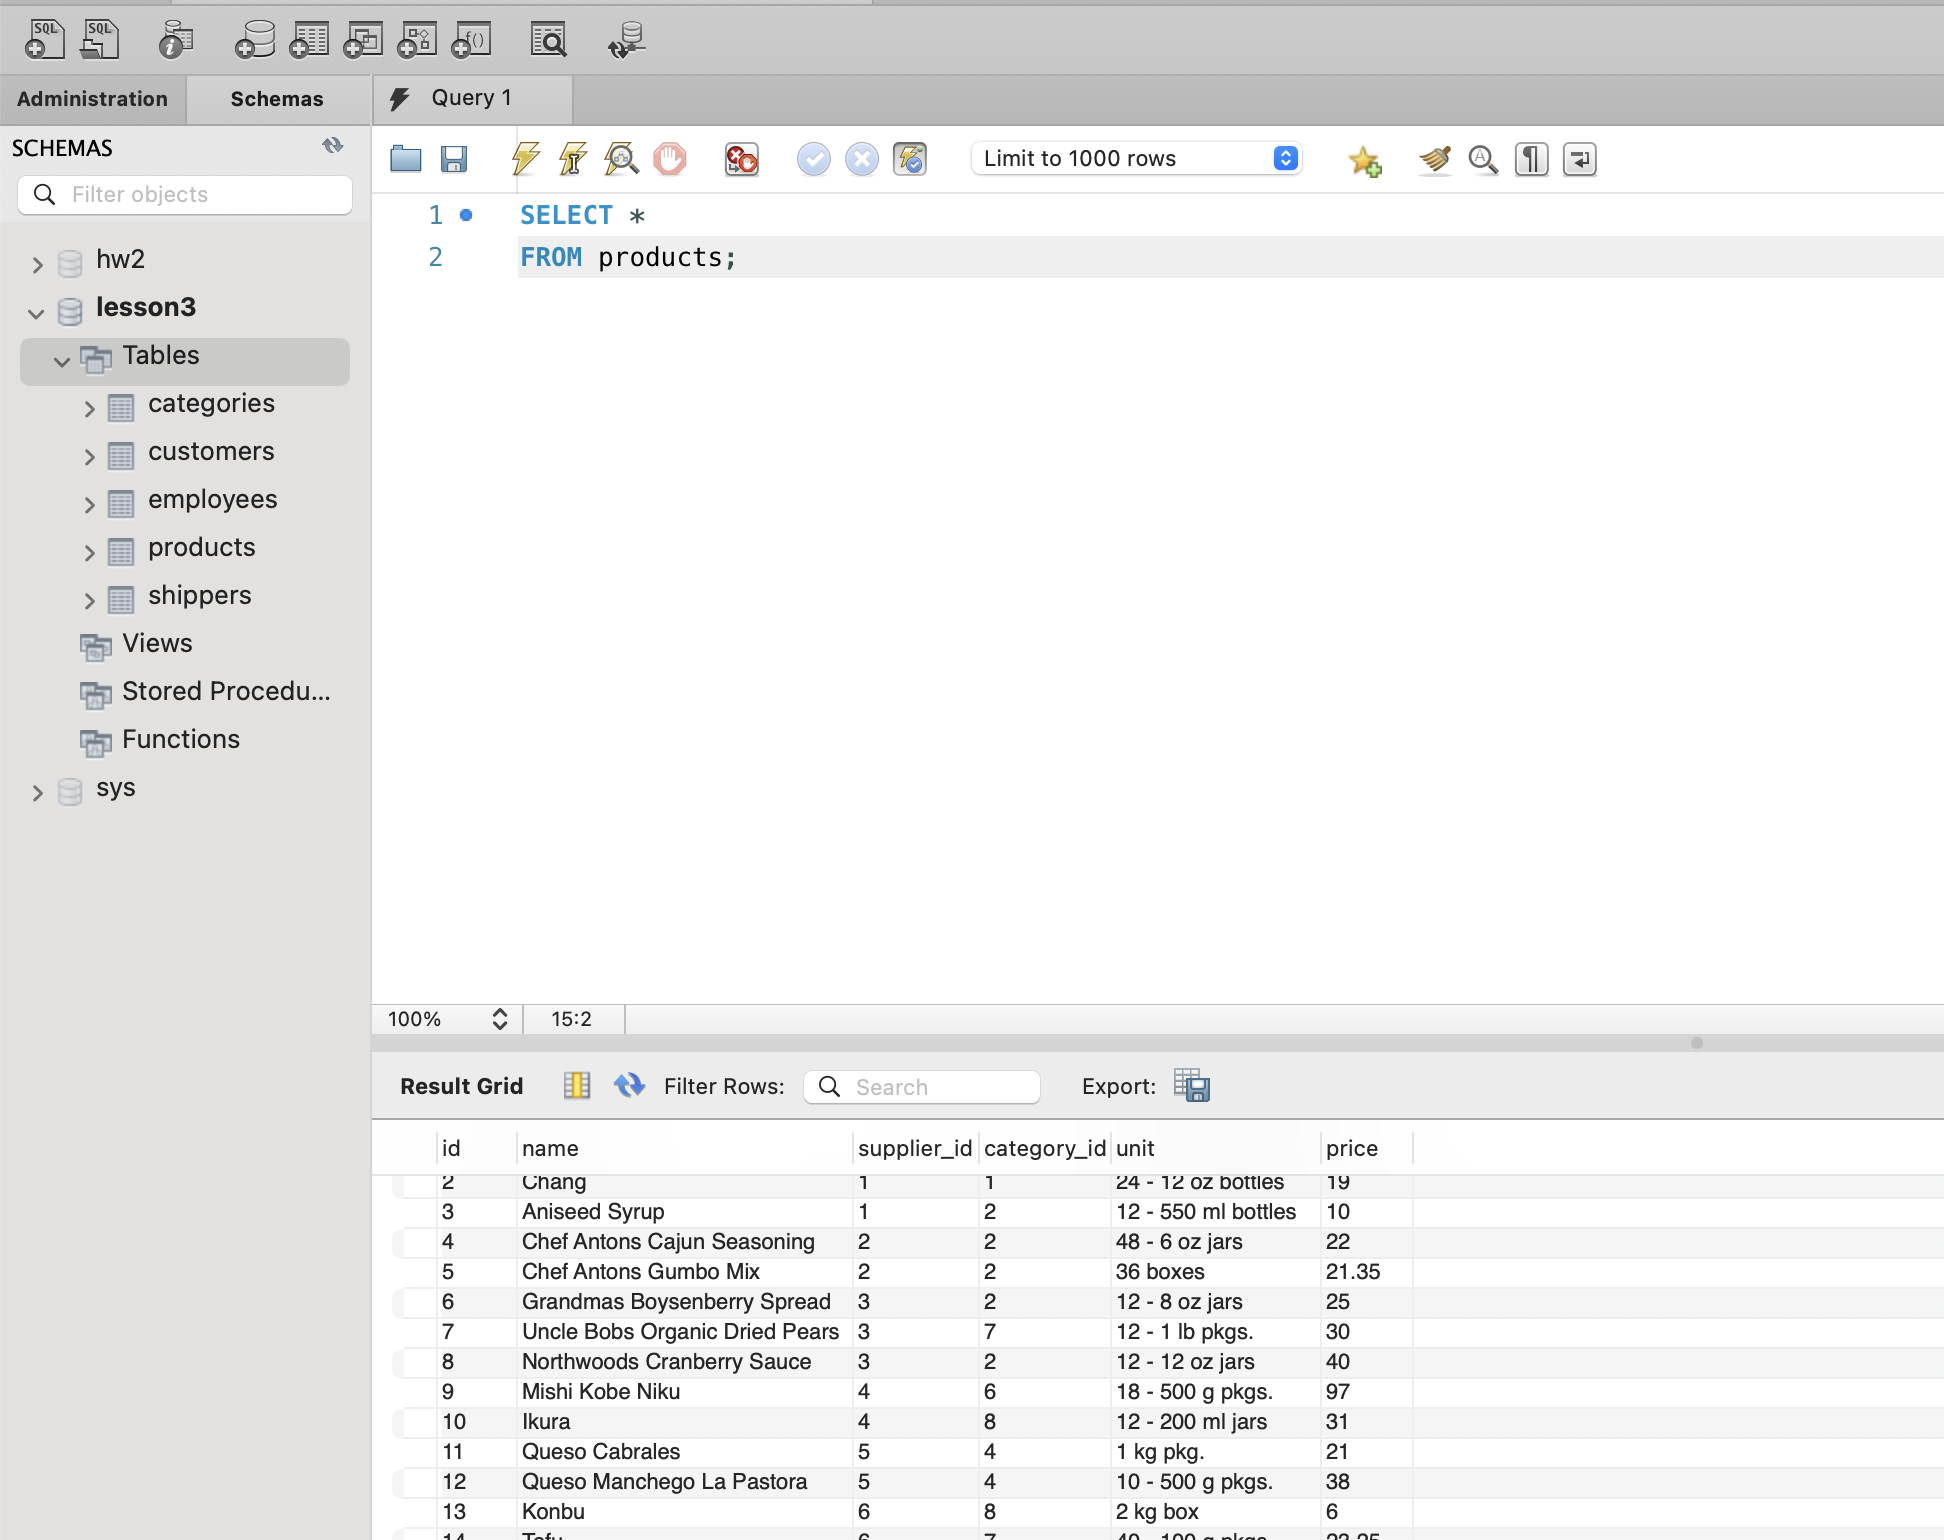 SQL SQL f()
Administration Schemas Query 1
SCHEMAS
Filter objects
Limit to 1000 rows
1 SELECT *
2 FROM products;
hw2
lesson3
Tables
categories
customers
employees
products
shippers
Views
Stored Procedu...
Functions
sys
100% 15:2
Result Grid Filter Rows: Search Export:
id name supplier_id category_id unit price
2 Chang 1 1 24 - 12 oz bottles 19
3 Aniseed Syrup 1 2 12 - 550 ml bottles 10
4 Chef Antons Cajun Seasoning 2 2 48 - 6 oz jars 22
5 Chef Antons Gumbo Mix 2 2 36 boxes 21.35
6 Grandmas Boysenberry Spread 3 2 12 - 8 oz jars 25
7 Uncle Bobs Organic Dried Pears 3 7 12 - 1 lb pkgs. 30
8 Northwoods Cranberry Sauce 3 2 12 - 12 oz jars 40
9 Mishi Kobe Niku 4 6 18 - 500 g pkgs. 97
10 Ikura 4 8 12 - 200 ml jars 31
11 Queso Cabrales 5 4 1 kg pkg. 21
12 Queso Manchego La Pastora 5 4 10 - 500 g pkgs. 38
13 Konbu 6 8 2 kg box 6
14 Tofu 6 7 40 - 100 g pkgs. 23.25